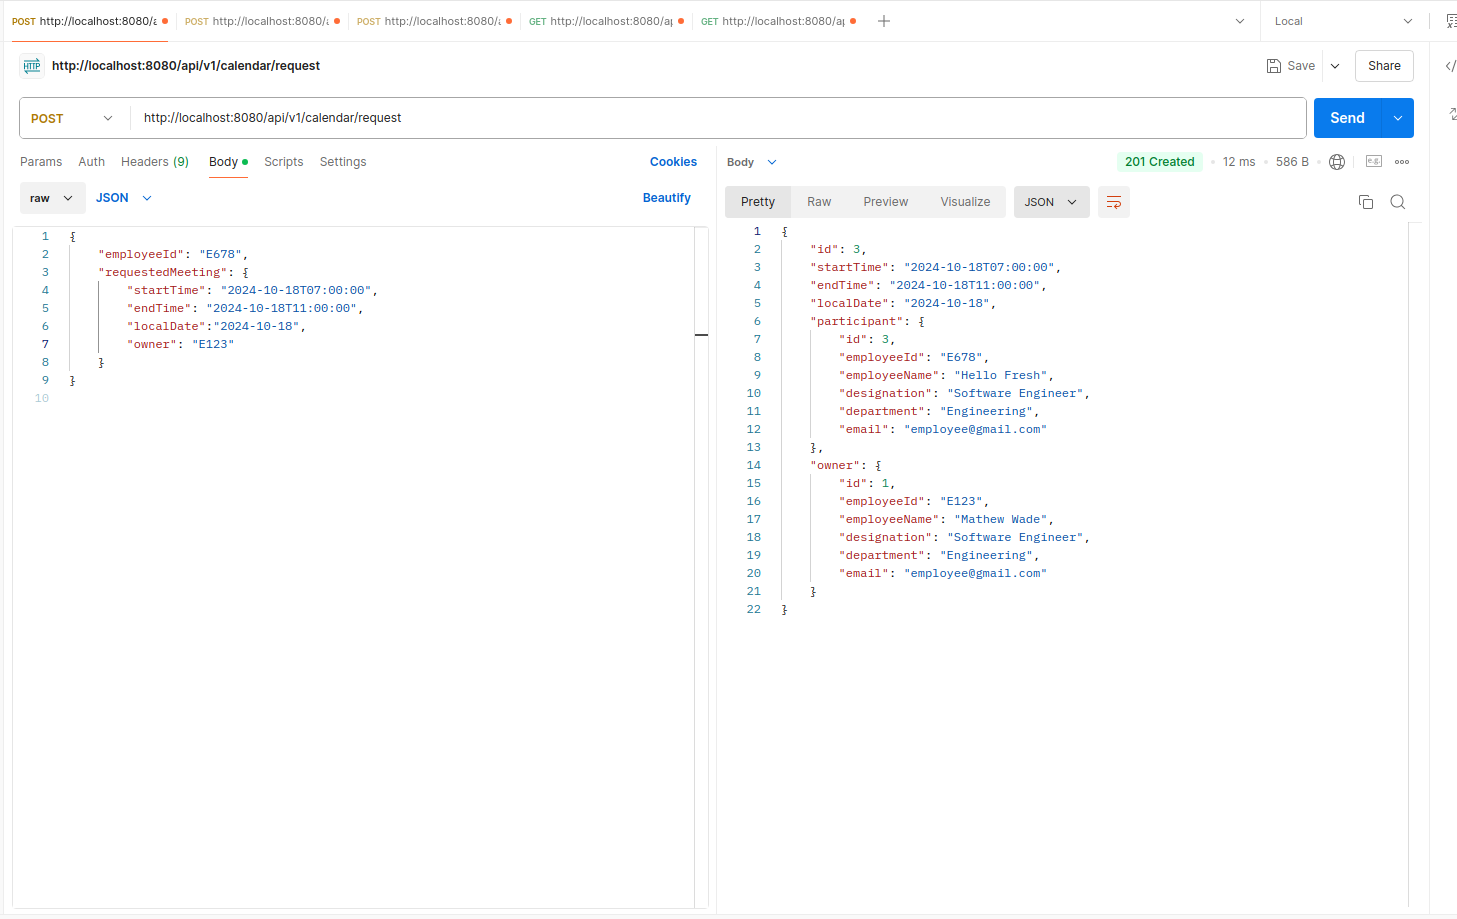 POST http://localhost:8080/a POST http://localhost:8080/a POST http://localhost:8080/a GET http://localhost:8080/ap GET http://localhost:8080/ap Local
HTTP http://localhost:8080/api/v1/calendar/request Save Share
POST http://localhost:8080/api/v1/calendar/request Send
Params Auth Headers (9) Body Scripts Settings Cookies
raw JSON Beautify
1 {
2 "employeeId": "E678",
3 "requestedMeeting": {
4 "startTime": "2024-10-18T07:00:00",
5 "endTime": "2024-10-18T11:00:00",
6 "localDate":"2024-10-18",
7 "owner": "E123"
8 }
9 }
10
Body 201 Created 12 ms 586 B e.g.
Pretty Raw Preview Visualize JSON
1 {
2 "id": 3,
3 "startTime": "2024-10-18T07:00:00",
4 "endTime": "2024-10-18T11:00:00",
5 "localDate": "2024-10-18",
6 "participant": {
7 "id": 3,
8 "employeeId": "E678",
9 "employeeName": "Hello Fresh",
10 "designation": "Software Engineer",
11 "department": "Engineering",
12 "email": "employee@gmail.com"
13 },
14 "owner": {
15 "id": 1,
16 "employeeId": "E123",
17 "employeeName": "Mathew Wade",
18 "designation": "Software Engineer",
19 "department": "Engineering",
20 "email": "employee@gmail.com"
21 }
22 }